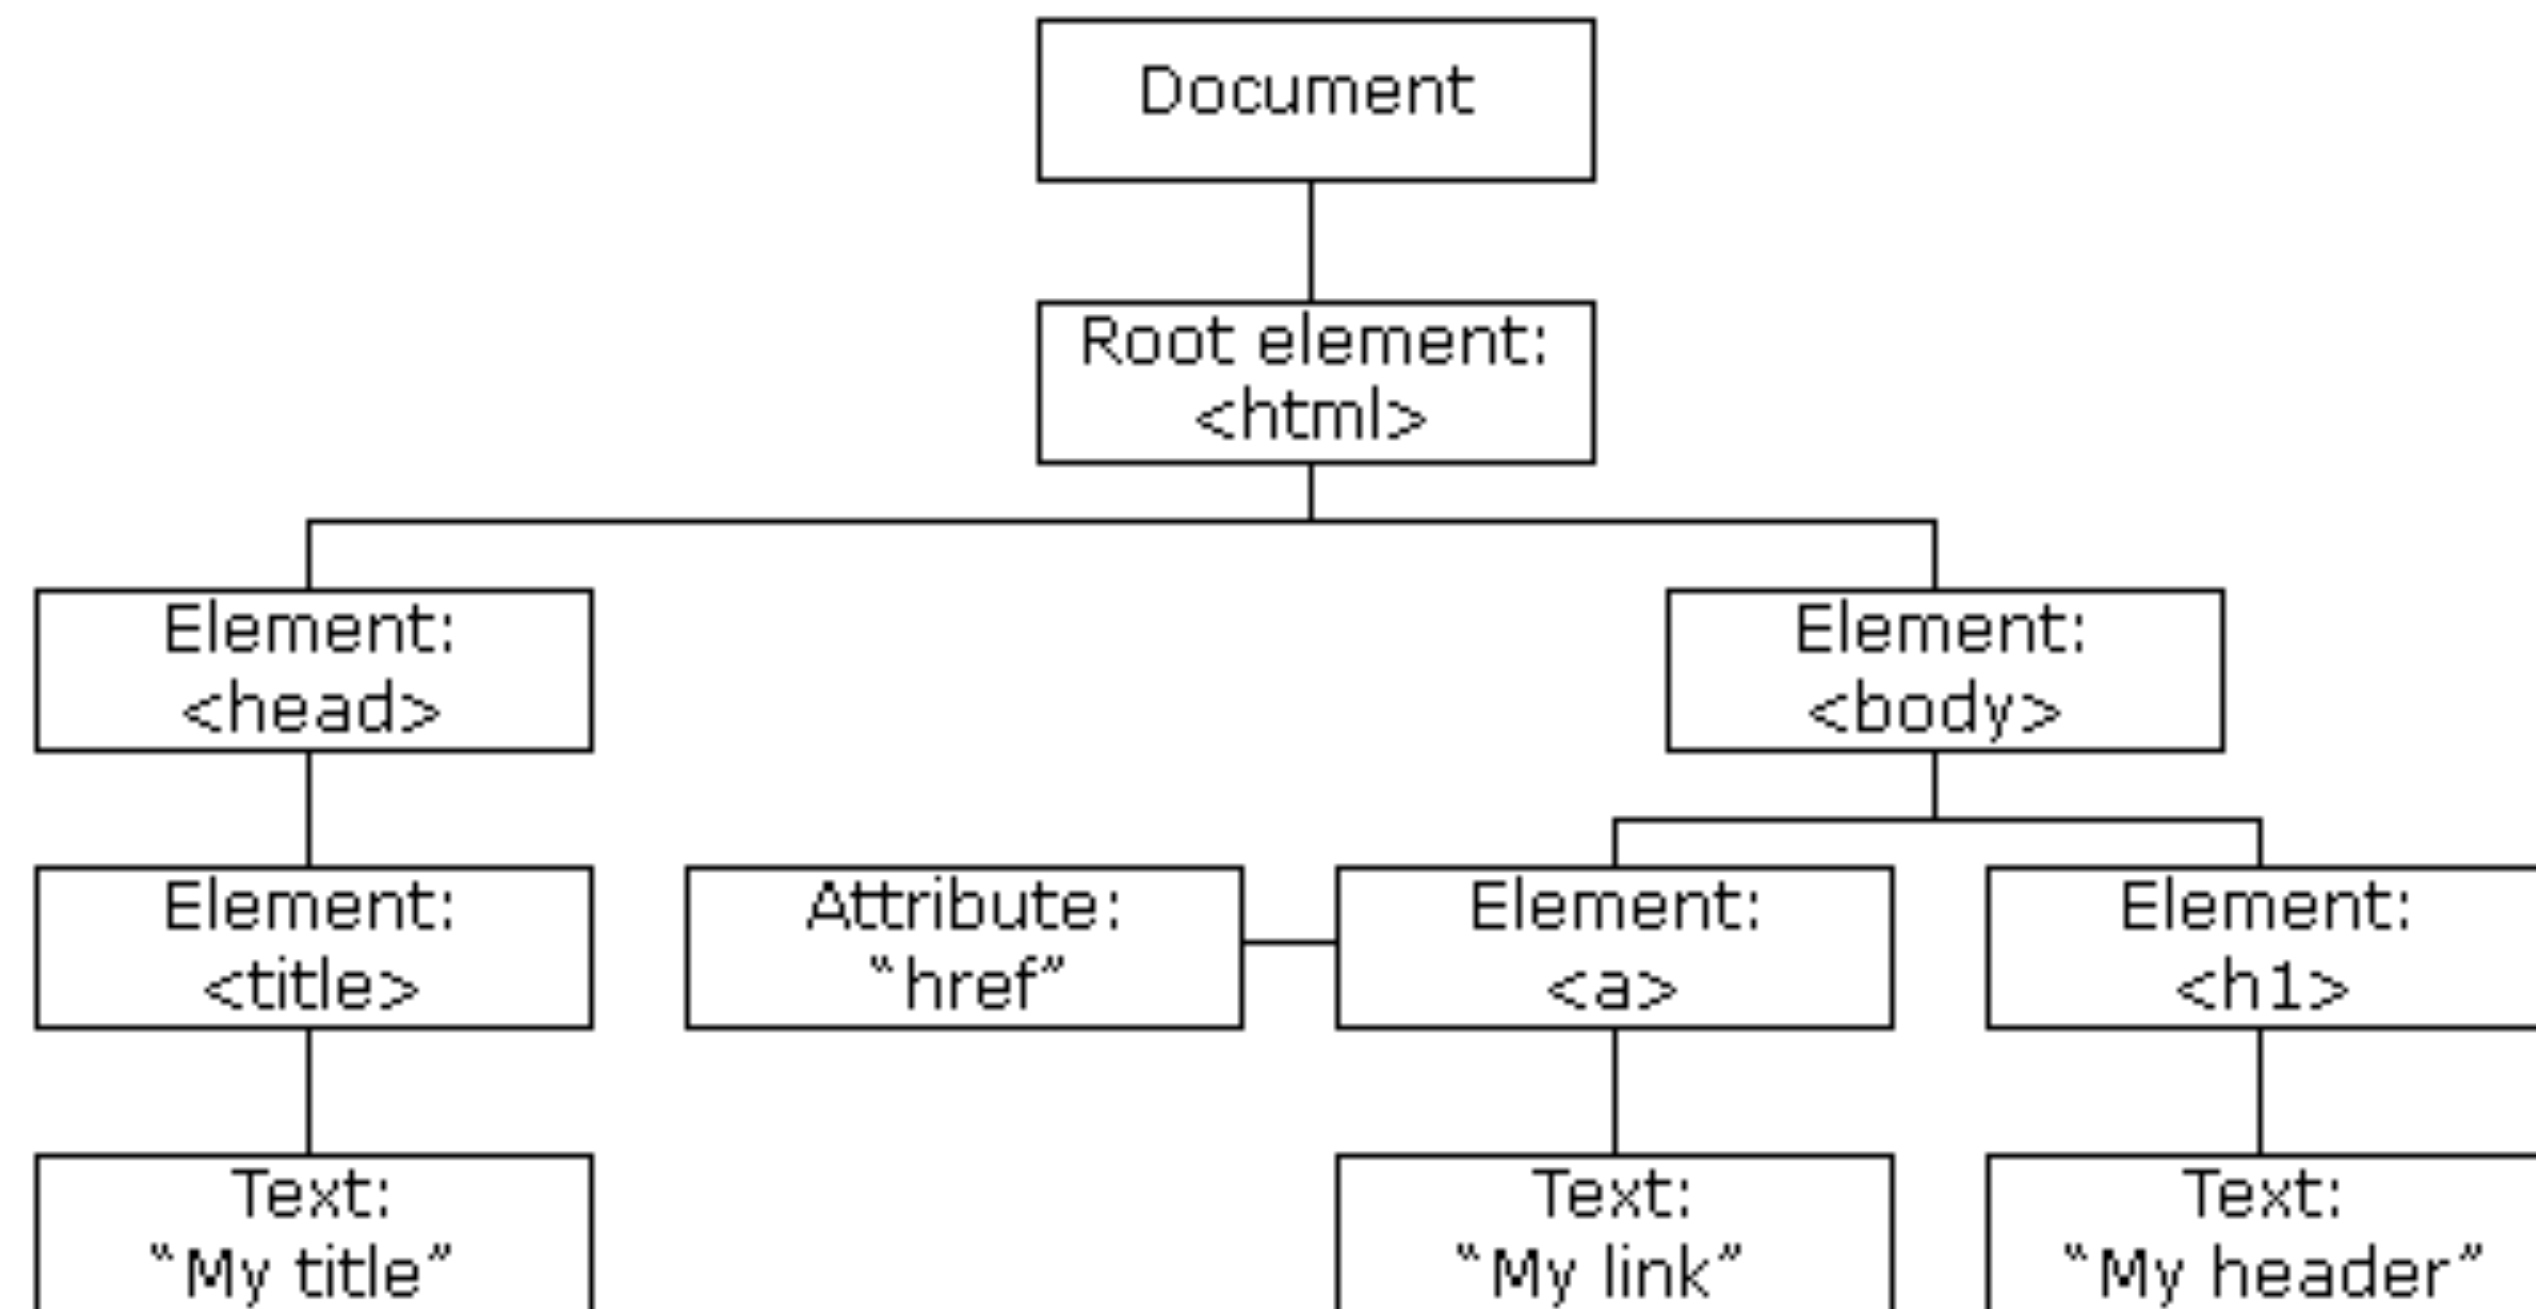 Document
Root element:
<html>
Element:
<head>
Element:
<body>
Element:
<title>
Attribute:
“href”
Element:
<a>
Element:
<h1>
Text:
“My title”
Text:
“My link”
Text:
“My header”